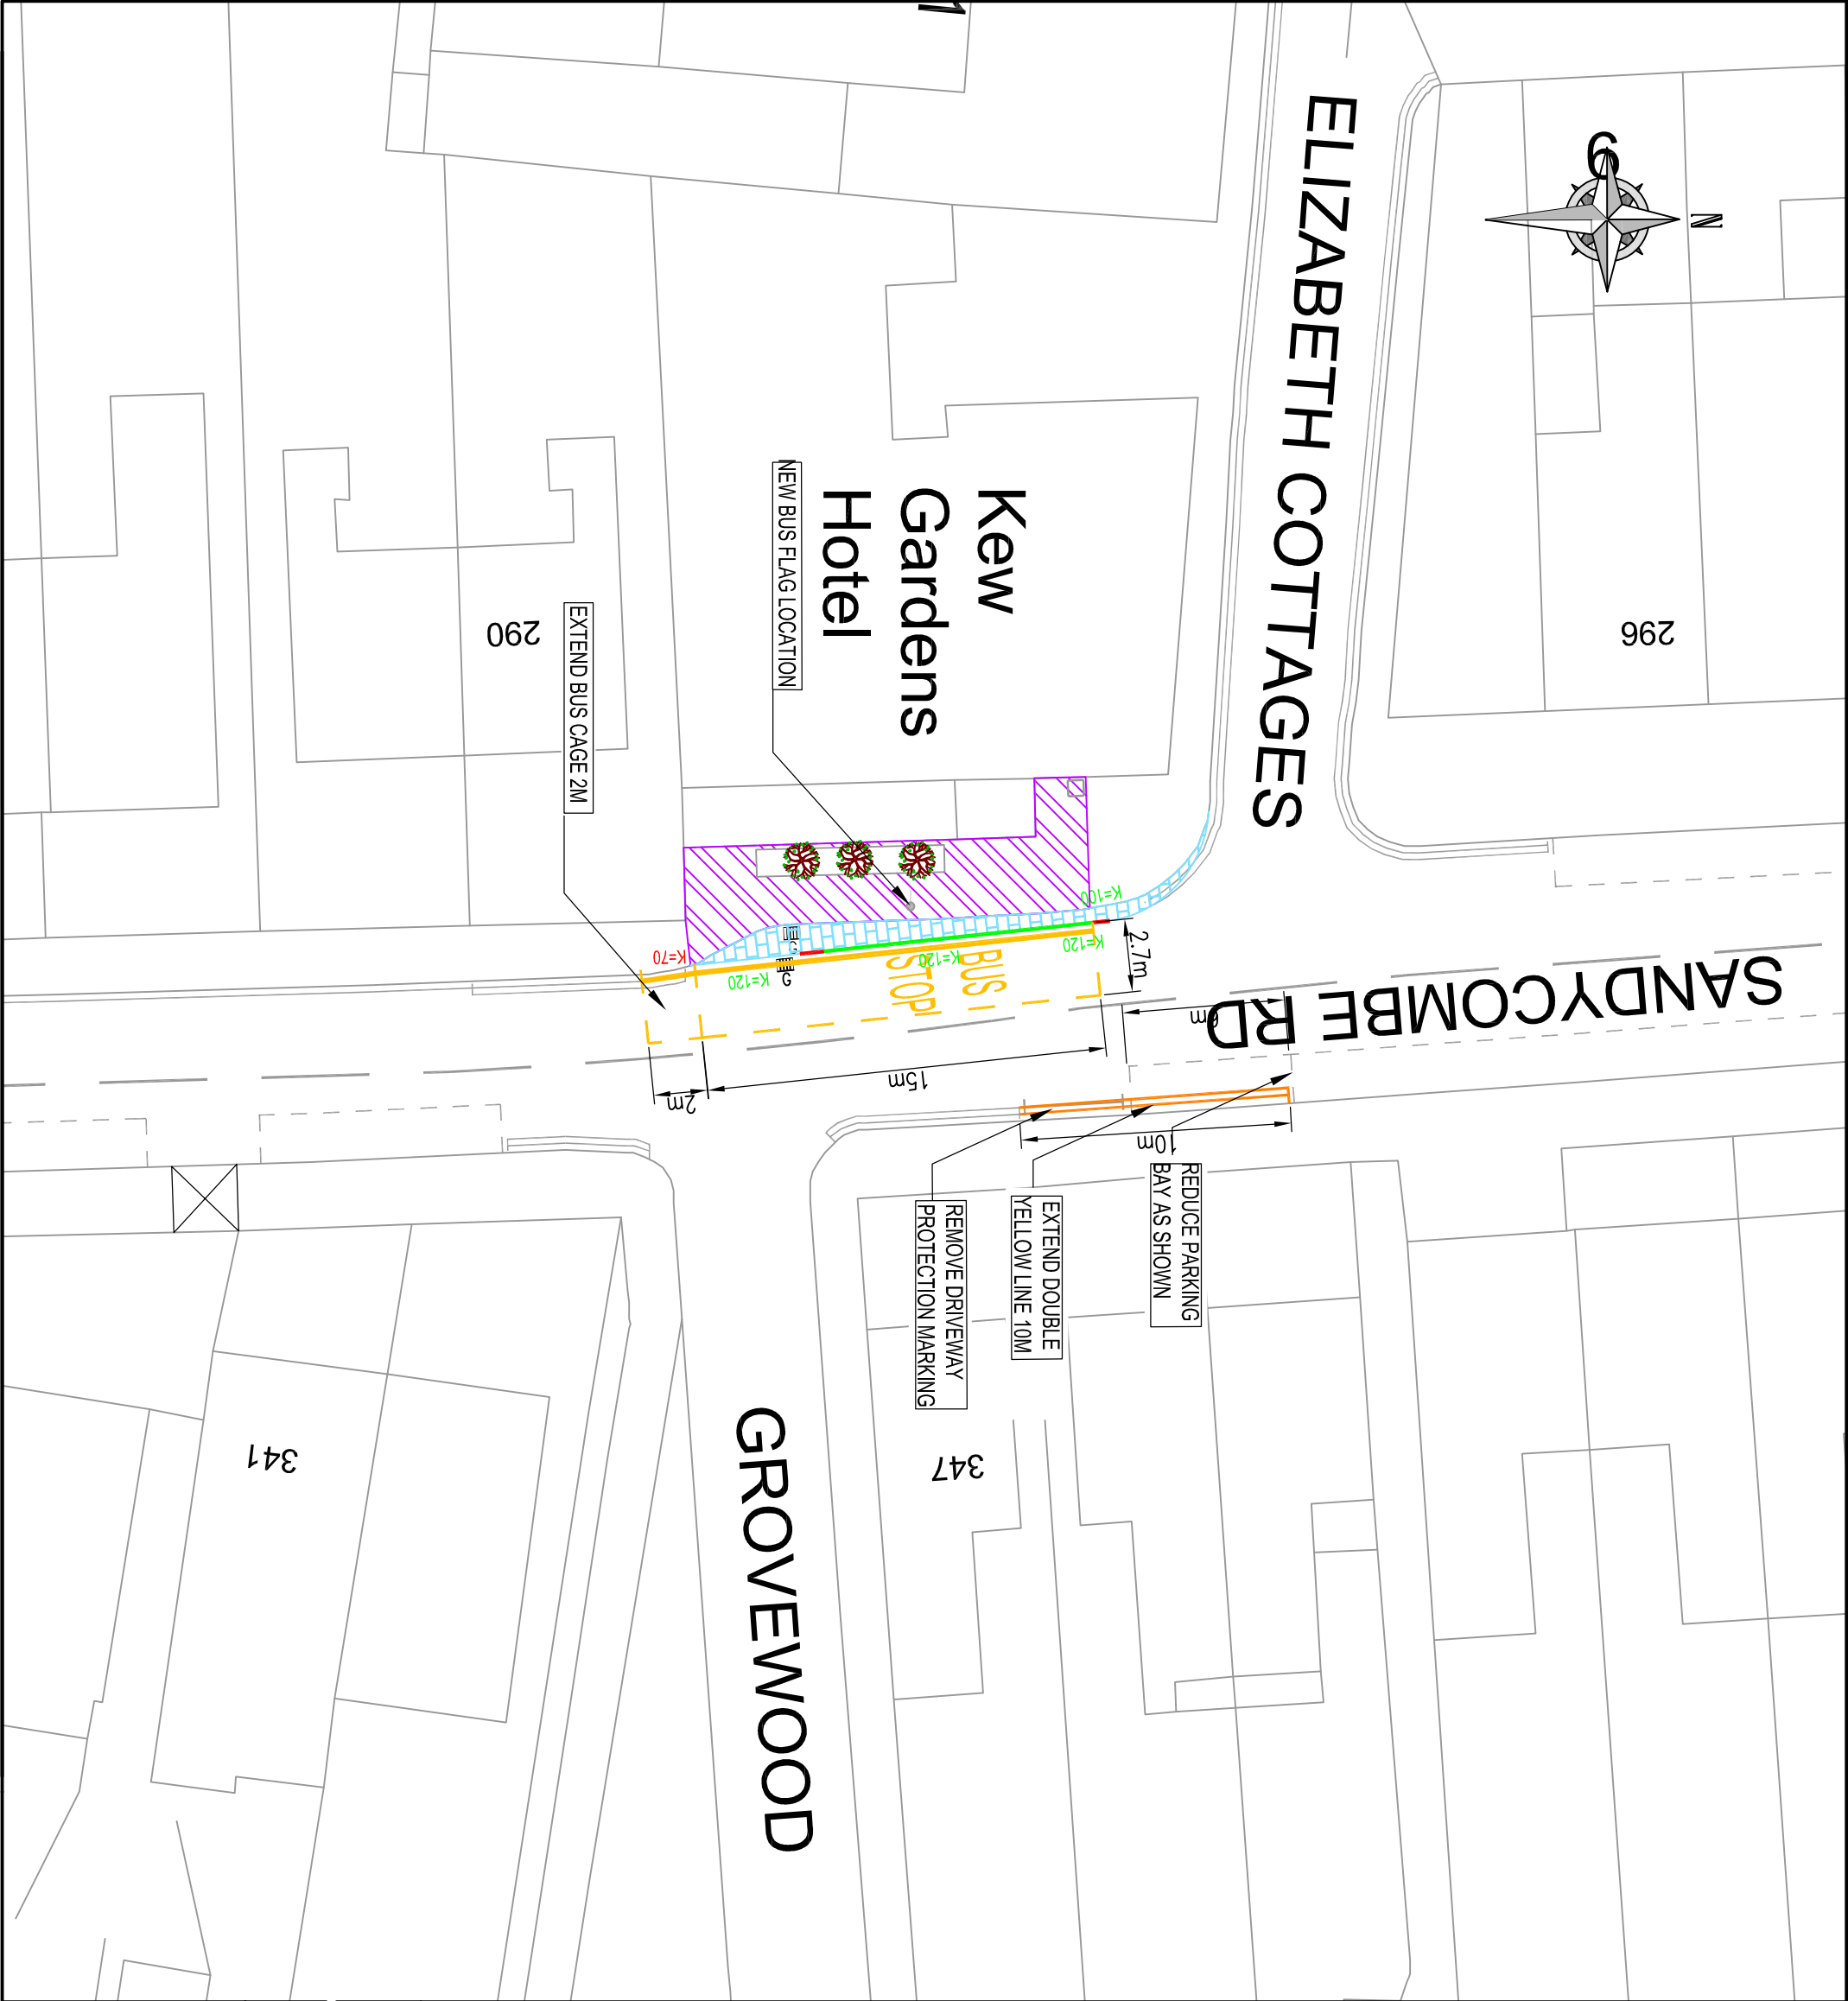 ELIZABETH COTTAGES
9
N
296
Kew
Gardens
Hotel
NEW BUS FLAG LOCATION
290
EXTEND BUS CAGE 2M
K=100
K=120
K=120
K=120
K=70
BUS
STOP
2.7m
6m
SANDYCOMBE RD
15m
2m
10m
REDUCE PARKING
BAY AS SHOWN
EXTEND DOUBLE
YELLOW LINE 10M
REMOVE DRIVEWAY
PROTECTION MARKING
GROVEWOOD
341
347